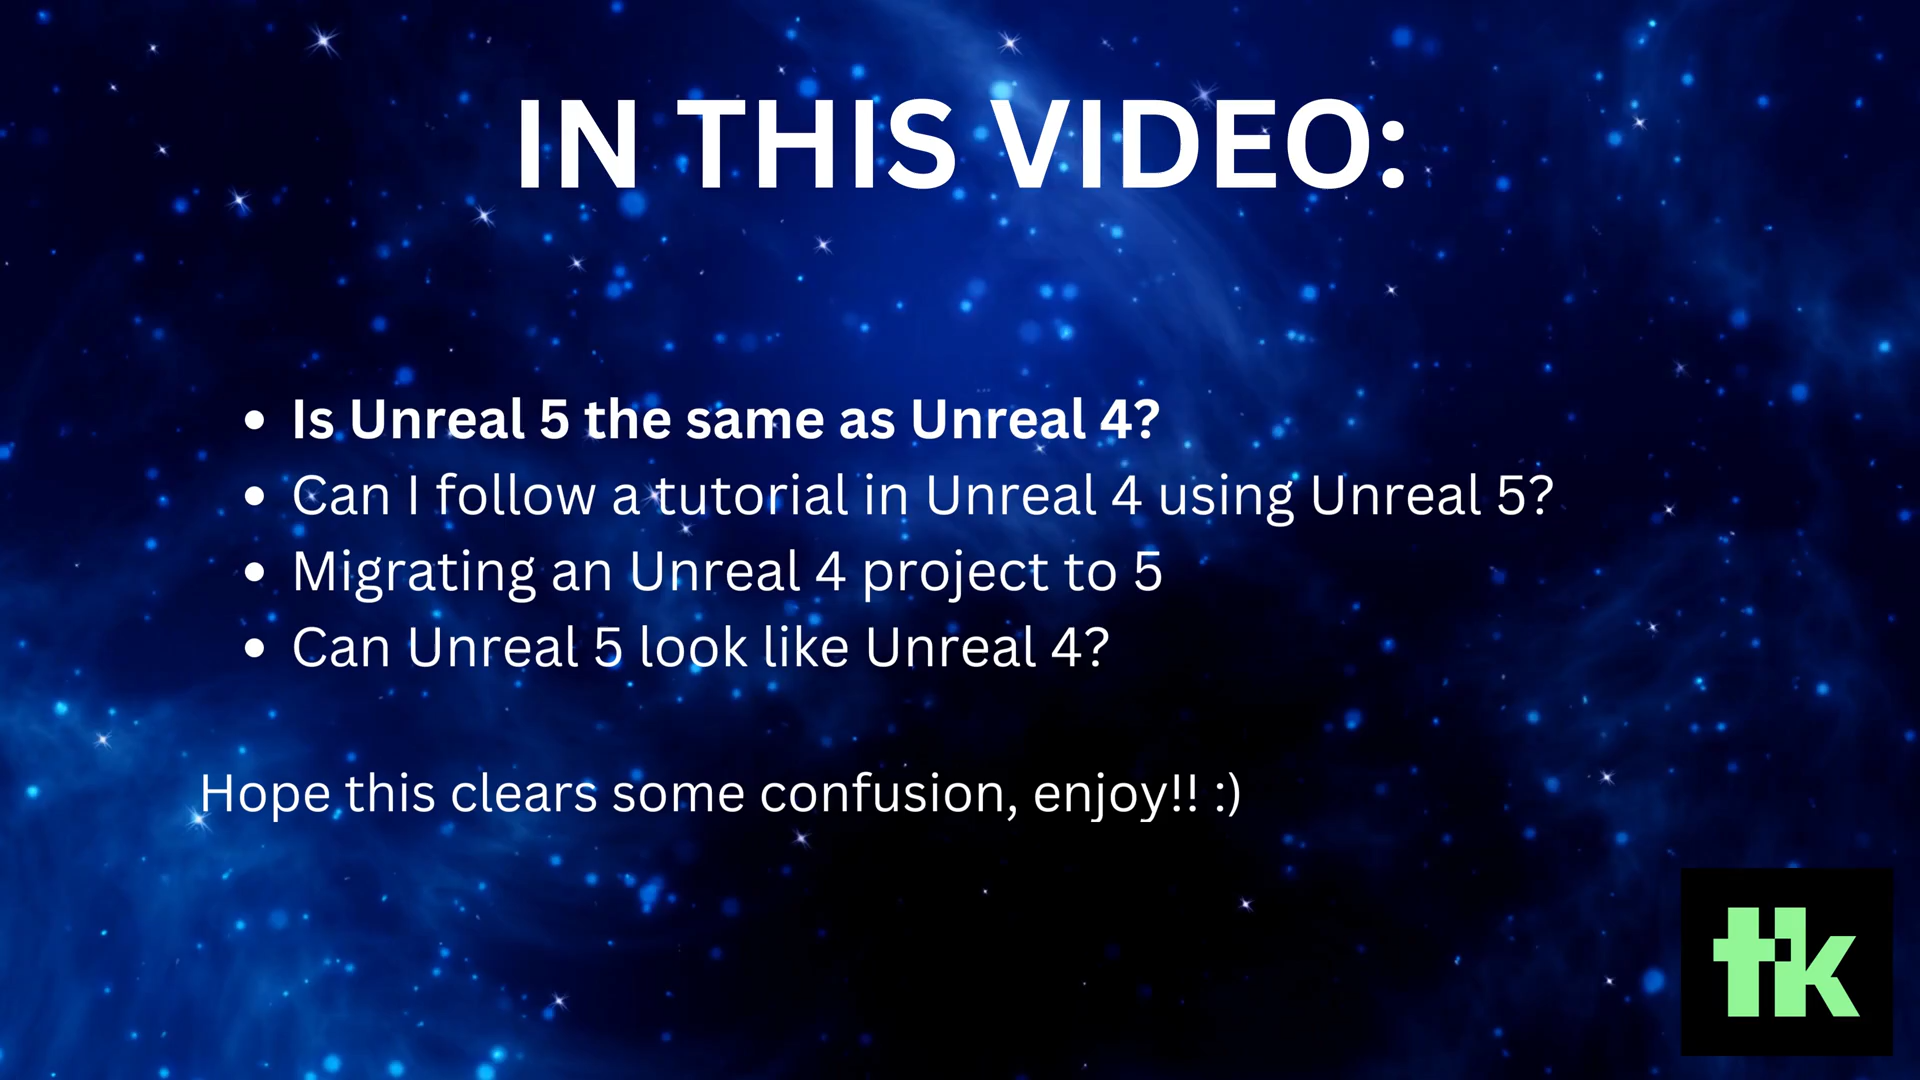 IN THIS VIDEO:
• Is Unreal 5 the same as Unreal 4?
• Can I follow a tutorial in Unreal 4 using Unreal 5?
• Migrating an Unreal 4 project to 5
• Can Unreal 5 look like Unreal 4?
Hope this clears some confusion, enjoy!! :)
tk